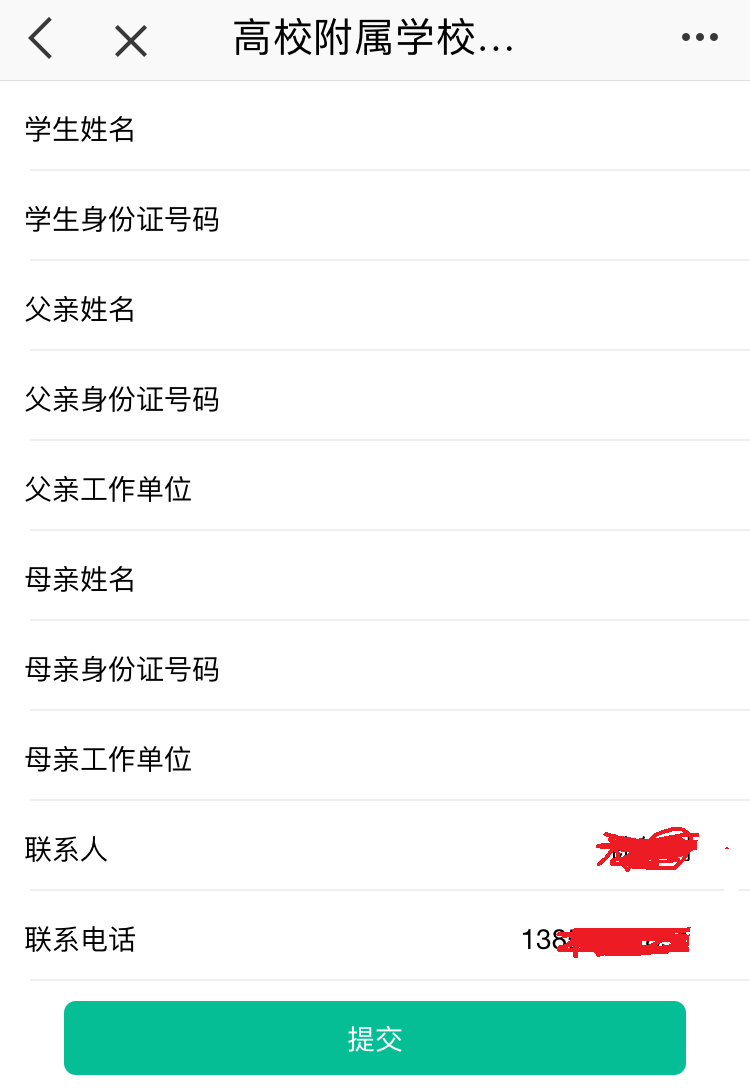 高校附属学校...
学生姓名
学生身份证号码
父亲姓名
父亲身份证号码
父亲工作单位
母亲姓名
母亲身份证号码
母亲工作单位
联系人
联系电话 138
提交